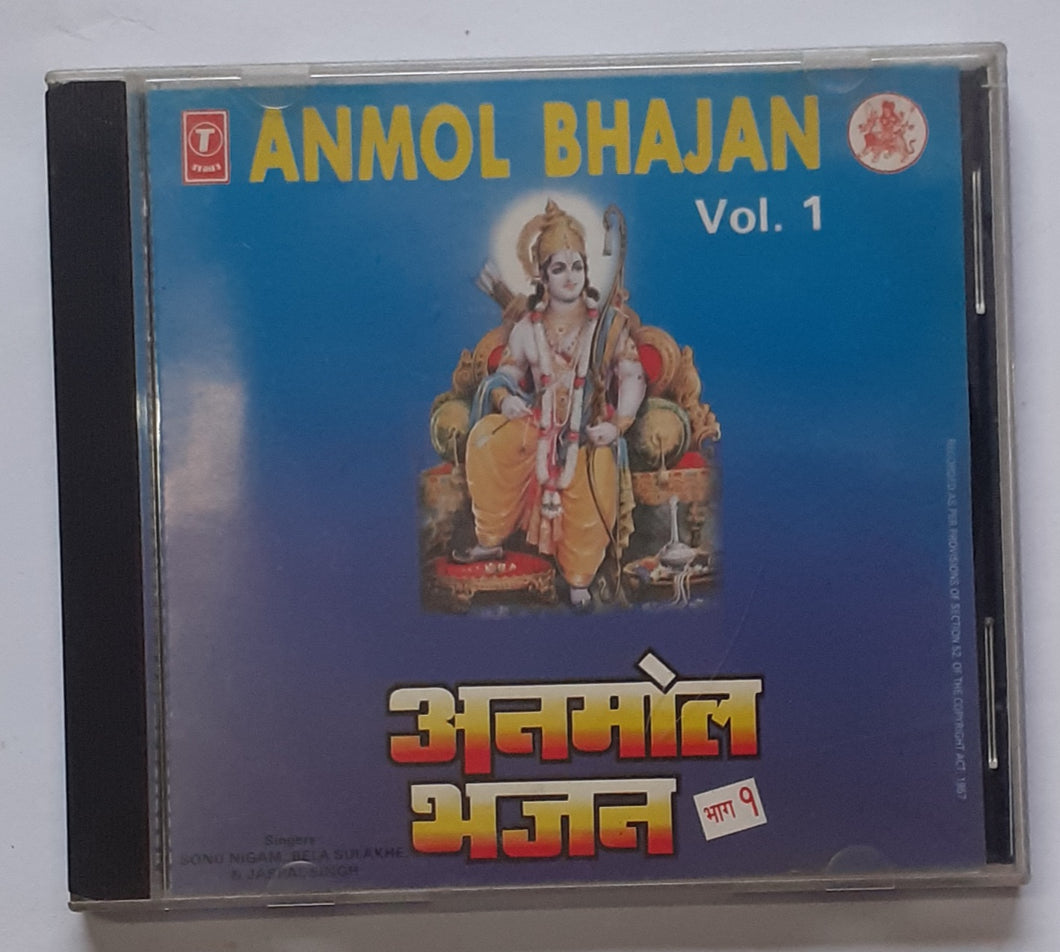 T
SERIES
ANMOL BHAJAN
Vol. 1
RECORDED AS PER PROVISIONS OF SECTION 52 OF THE COPYRIGHT ACT. 1957
अनमोल
भजन
भाग १
Singers
SONU NIGAM, BELA SULAKHE
& JASPAL SINGH